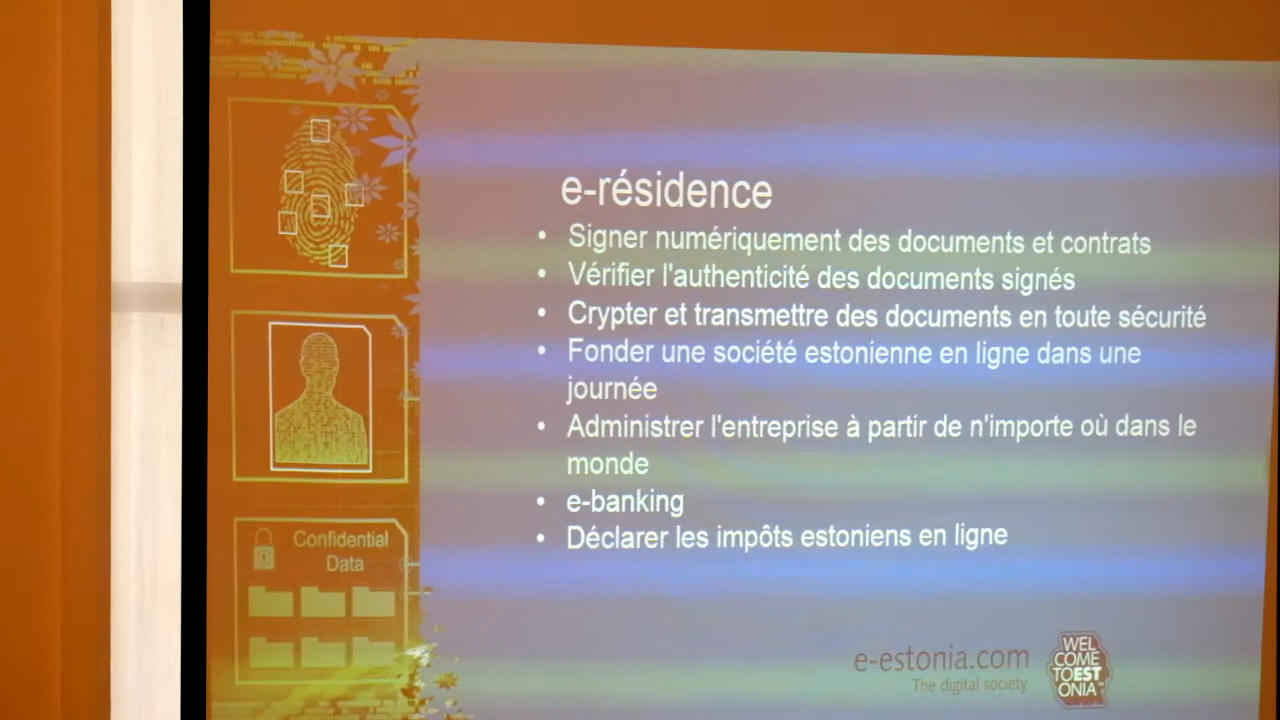 e-résidence
• Signer numériquement des documents et contrats
• Vérifier l'authenticité des documents signés
• Crypter et transmettre des documents en toute sécurité
• Fonder une société estonienne en ligne dans une
journée
• Administrer l'entreprise à partir de n'importe où dans le
monde
• e-banking
• Déclarer les impôts estoniens en ligne
Confidential
Data
e-estonia.com
The digital society
WEL
COME
TO EST
ONIA